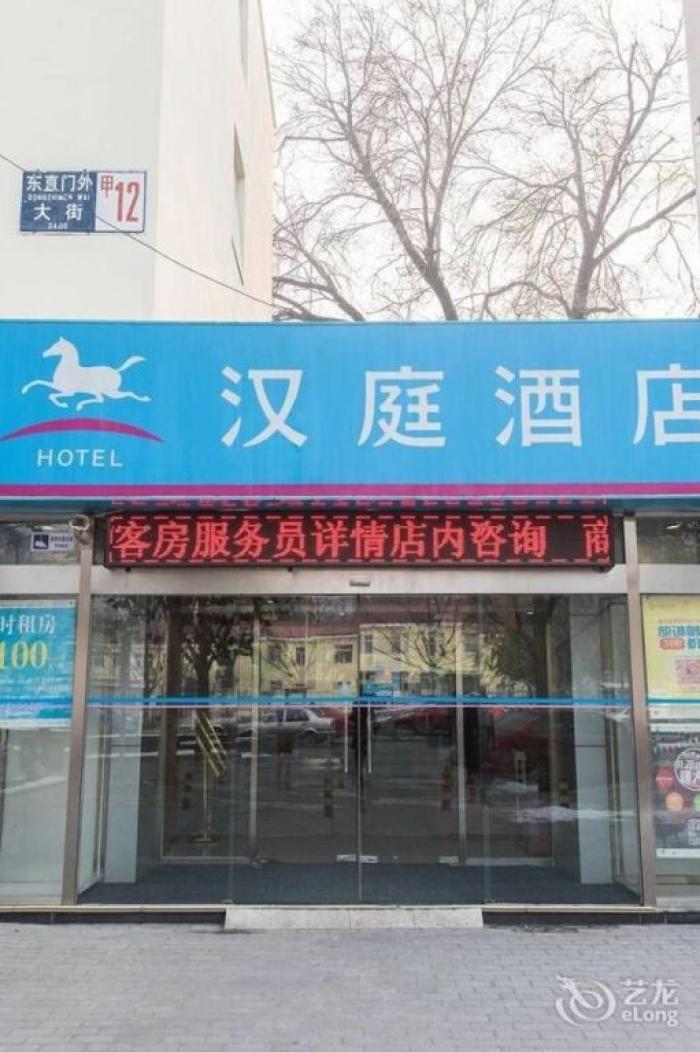 东直门外
DONGZHIMEN WAI
大街
甲12
HOTEL
汉庭酒店
客房服务员详情店内咨询 商
时租房
100
艺龙
eLong